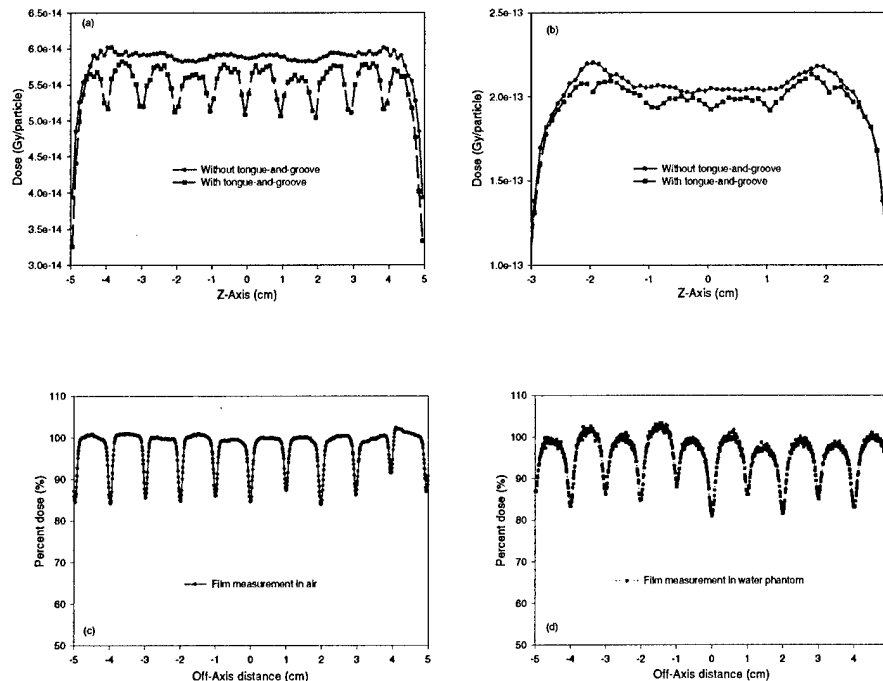 (a)
Dose (Gy/particle)
6.5e-14
6.0e-14
5.5e-14
5.0e-14
4.5e-14
4.0e-14
3.5e-14
3.0e-14
Without tongue-and-groove
With tongue-and-groove
-5 -4 -3 -2 -1 0 1 2 3 4 5
Z-Axis (cm)
(b)
Dose (Gy/particle)
2.5e-13
2.0e-13
1.5e-13
1.0e-13
Without tongue-and-groove
With tongue-and-groove
-3 -2 -1 0 1 2
Z-Axis (cm)
Percent dose (%)
110
100
90
80
70
60
50
Film measurement in air
(c)
-5 -4 -3 -2 -1 0 1 2 3 4 5
Off-Axis distance (cm)
Percent dose (%)
110
100
90
80
70
60
50
Film measurement in water phantom
(d)
-5 -4 -3 -2 -1 0 1 2 3 4
Off-Axis distance (cm)